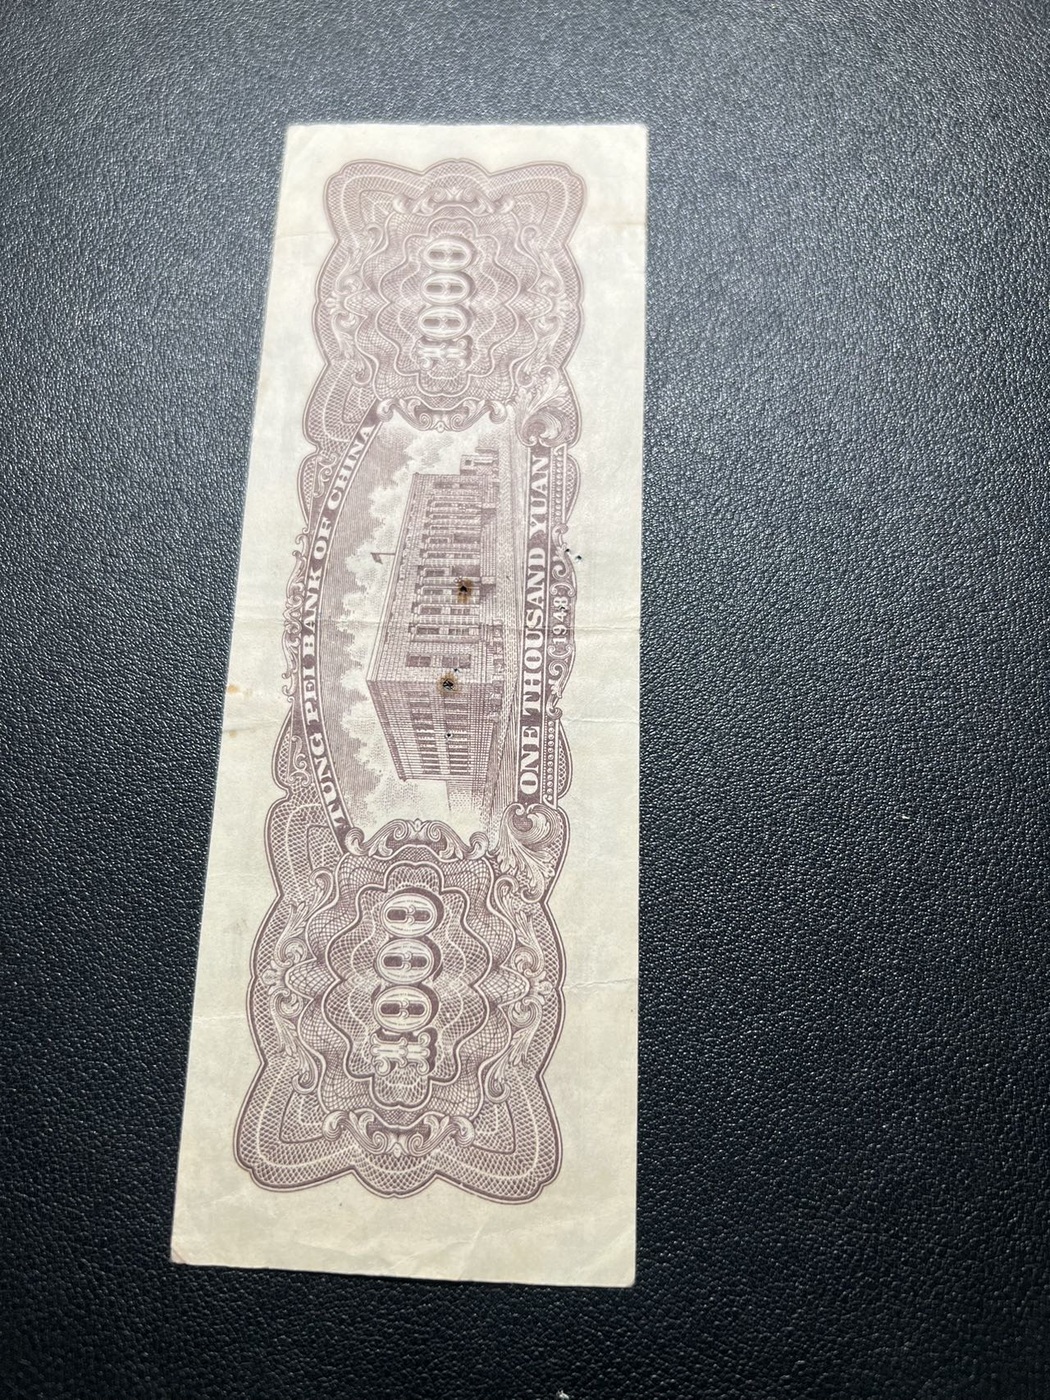 TUNG PEI BANK OF CHINA
1000
1000
ONE THOUSAND YUAN
1948